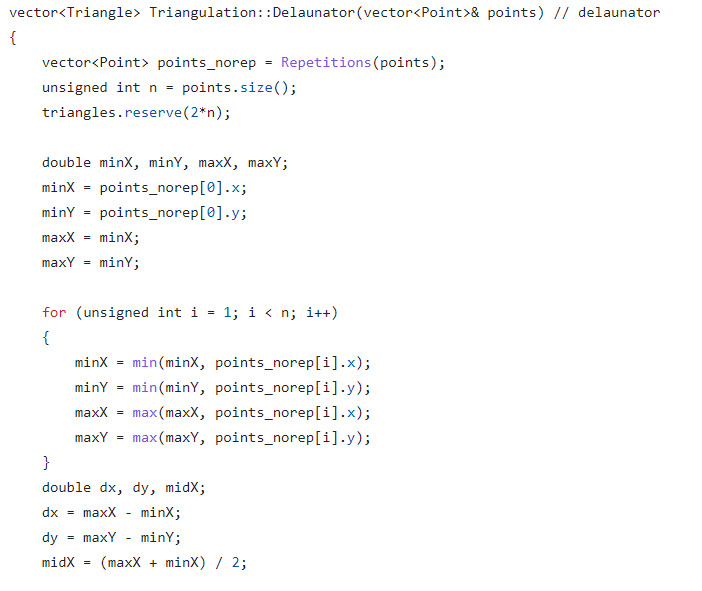 vector<Triangle> Triangulation::Delaunator(vector<Point>& points) // delaunator
{
    vector<Point> points_norep = Repetitions(points);
    unsigned int n = points.size();
    triangles.reserve(2*n);

    double minX, minY, maxX, maxY;
    minX = points_norep[0].x;
    minY = points_norep[0].y;
    maxX = minX;
    maxY = minY;

    for (unsigned int i = 1; i < n; i++)
    {
        minX = min(minX, points_norep[i].x);
        minY = min(minY, points_norep[i].y);
        maxX = max(maxX, points_norep[i].x);
        maxY = max(maxY, points_norep[i].y);
    }
    double dx, dy, midX;
    dx = maxX - minX;
    dy = maxY - minY;
    midX = (maxX + minX) / 2;